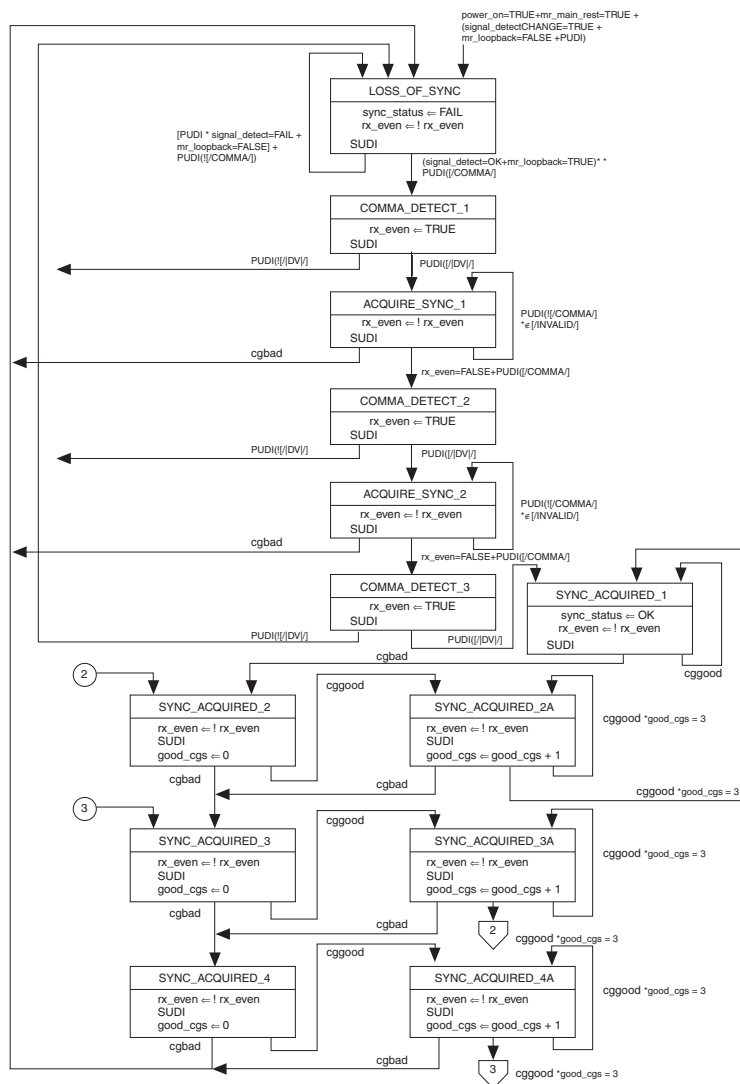 power_on=TRUE+mr_main_rest=TRUE +
(signal_detectCHANGE=TRUE +
mr_loopback=FALSE +PUDI)
LOSS_OF_SYNC
sync_status ⇐ FAIL
rx_even ⇐ ! rx_even
SUDI
[PUDI * signal_detect=FAIL +
mr_loopback=FALSE] +
PUDI(![/COMMA/])
(signal_detect=OK+mr_loopback=TRUE)* *
PUDI([/COMMA/]
COMMA_DETECT_1
rx_even ⇐ TRUE
SUDI
PUDI(![/|DV|/]
PUDI([/|DV|/]
ACQUIRE_SYNC_1
rx_even ⇐ ! rx_even
SUDI
PUDI(![/COMMA/]
*∉[/INVALID/]
cgbad
rx_even=FALSE+PUDI([/COMMA/]
COMMA_DETECT_2
rx_even ⇐ TRUE
SUDI
PUDI(![/|DV|/]
PUDI([/|DV|/]
ACQUIRE_SYNC_2
rx_even ⇐ ! rx_even
SUDI
PUDI(![/COMMA/]
*∉[/INVALID/]
cgbad
rx_even=FALSE+PUDI([/COMMA/]
COMMA_DETECT_3
rx_even ⇐ TRUE
SUDI
PUDI(![/|DV|/]
PUDI([/|DV|/]
SYNC_ACQUIRED_1
sync_status ⇐ OK
rx_even ⇐ ! rx_even
SUDI
cgbad
cggood
2
SYNC_ACQUIRED_2
rx_even ⇐ ! rx_even
SUDI
good_cgs ⇐ 0
cggood
SYNC_ACQUIRED_2A
rx_even ⇐ ! rx_even
SUDI
good_cgs ⇐ good_cgs + 1
cggood *good_cgs = 3
cgbad
cgbad
cggood *good_cgs = 3
3
SYNC_ACQUIRED_3
rx_even ⇐ ! rx_even
SUDI
good_cgs ⇐ 0
cggood
SYNC_ACQUIRED_3A
rx_even ⇐ ! rx_even
SUDI
good_cgs ⇐ good_cgs + 1
cggood *good_cgs = 3
cgbad
cgbad
2
cggood *good_cgs = 3
SYNC_ACQUIRED_4
rx_even ⇐ ! rx_even
SUDI
good_cgs ⇐ 0
cggood
SYNC_ACQUIRED_4A
rx_even ⇐ ! rx_even
SUDI
good_cgs ⇐ good_cgs + 1
cggood *good_cgs = 3
cgbad
cgbad
3
cggood *good_cgs = 3